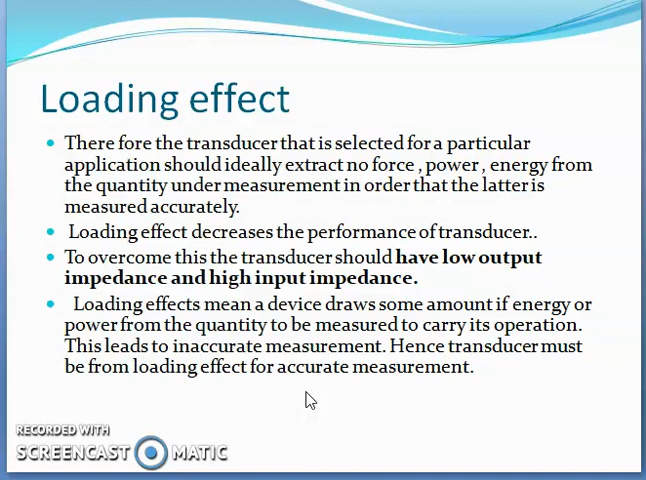 Loading effect
There fore the transducer that is selected for a particular
application should ideally extract no force , power , energy from
the quantity under measurement in order that the latter is
measured accurately.
Loading effect decreases the performance of transducer..
To overcome this the transducer should have low output
impedance and high input impedance.
Loading effects mean a device draws some amount if energy or
power from the quantity to be measured to carry its operation.
This leads to inaccurate measurement. Hence transducer must
be from loading effect for accurate measurement.
RECORDED WITH
SCREENCAST MATIC